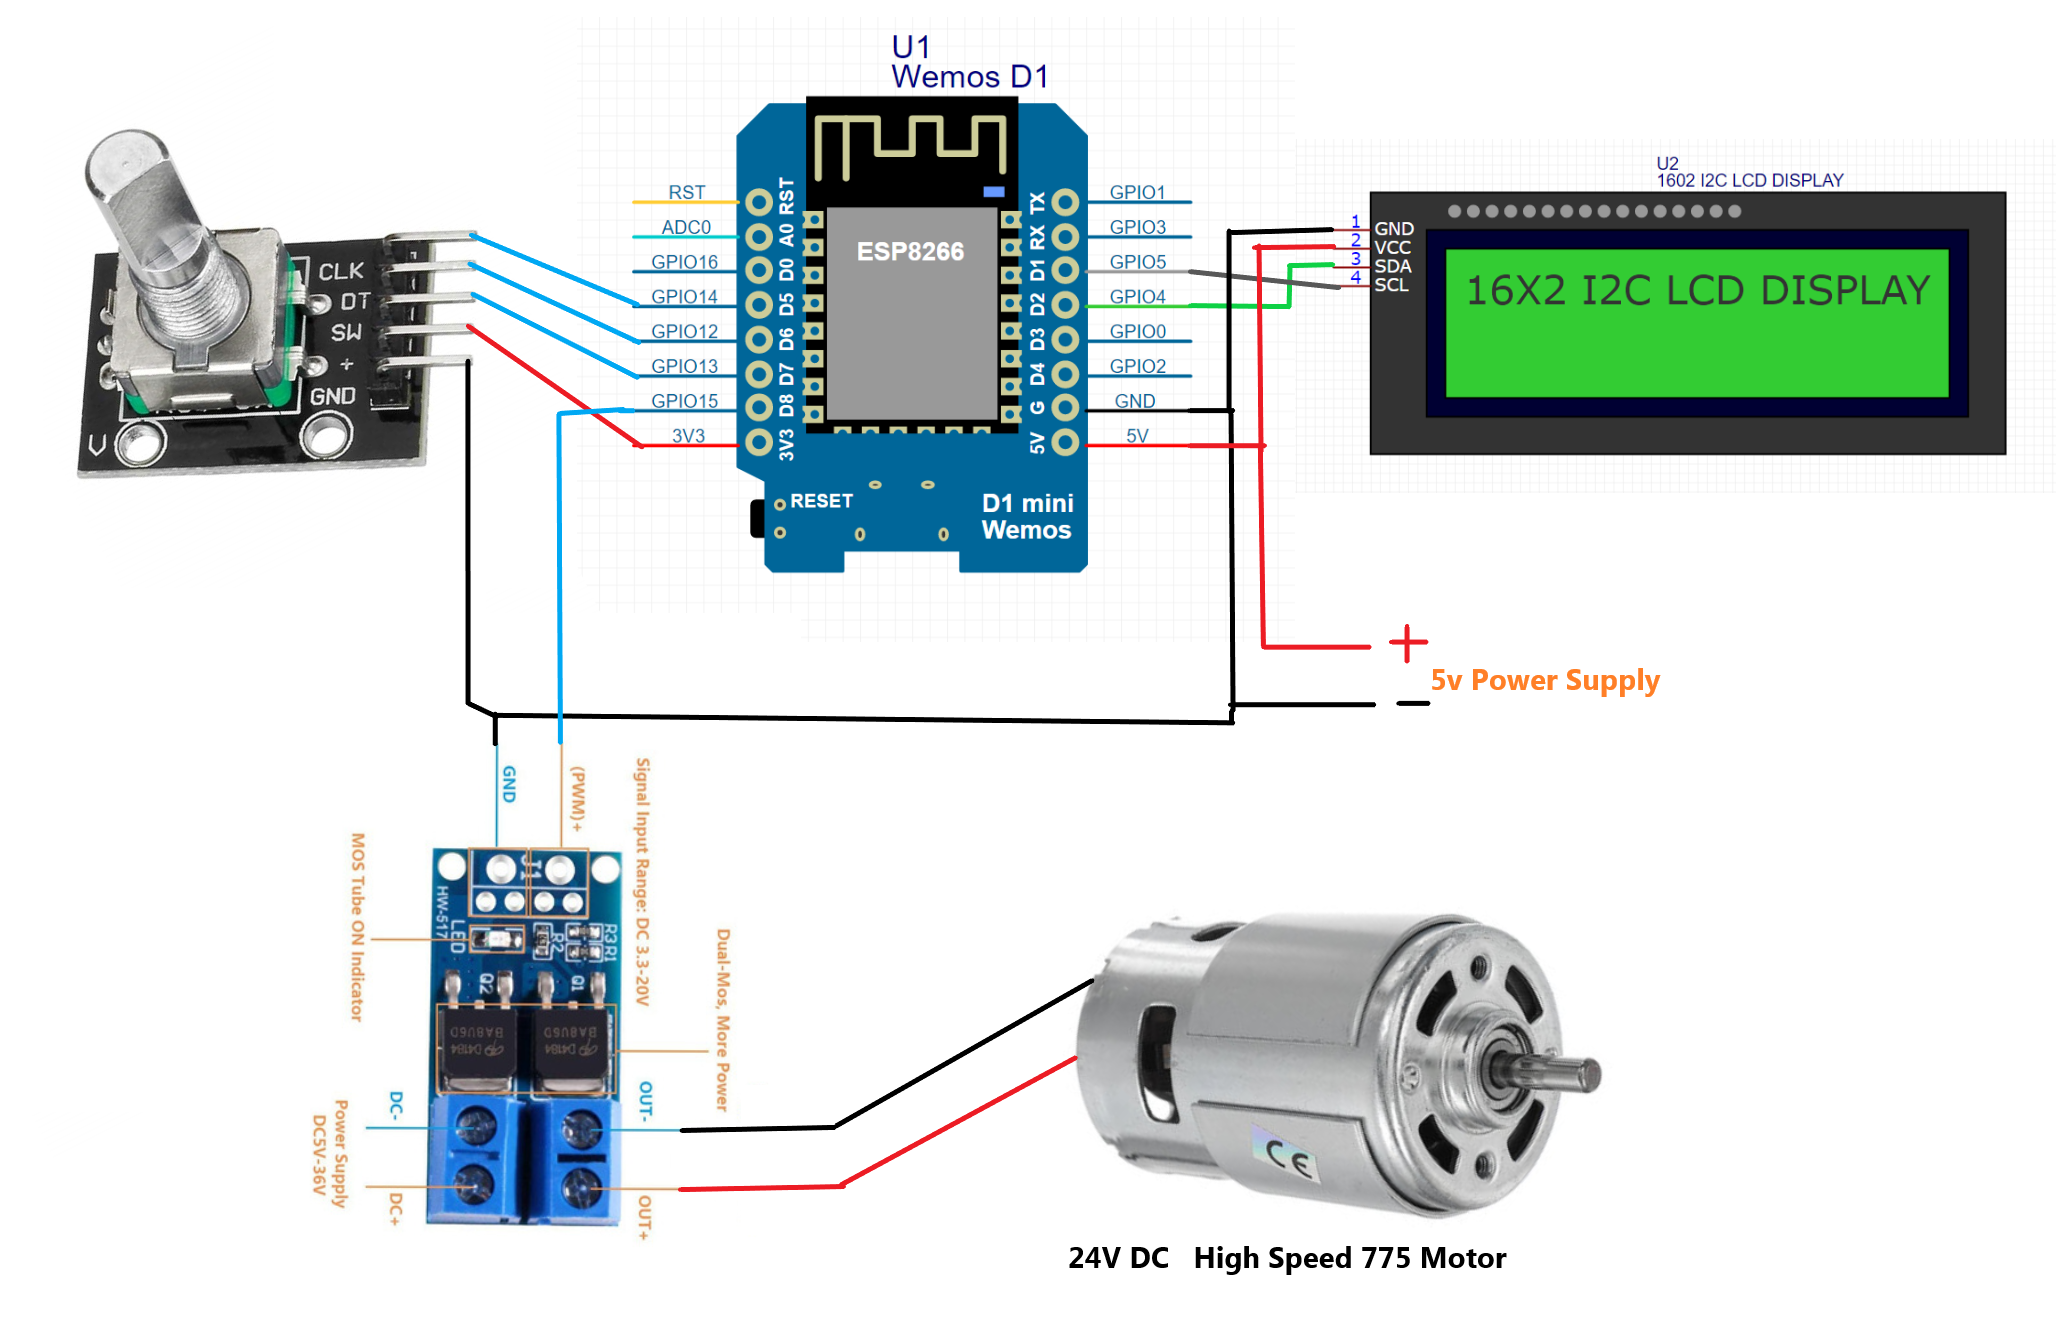 U1
Wemos D1
RST
ADC0
GPIO16
GPIO14
GPIO12
GPIO13
GPIO15
3V3
RST
A0
D0
D5
D6
D7
D8
3V3
ESP8266
TX
RX
D1
D2
D3
D4
G
5V
GPIO1
GPIO3
GPIO5
GPIO4
GPIO0
GPIO2
GND
5V
RESET
D1 mini
Wemos
U2
1602 I2C LCD DISPLAY
1 GND
2 VCC
3 SDA
4 SCL
16X2 I2C LCD DISPLAY
CLK
DT
SW
+
GND
V
+
5v Power Supply
-
GND
(PWM)+
Signal Input Range: DC 3.3-20V
MOS Tube ON Indicator
HW-517
LED
J1
R2
R3
R1
Q2
Q1
D4184
BA8V6D
D4184
BA8V6D
Dual-Mos, More Power
DC-
DC+
Power Supply
DC5V-36V
OUT-
OUT+
CE
24V DC High Speed 775 Motor